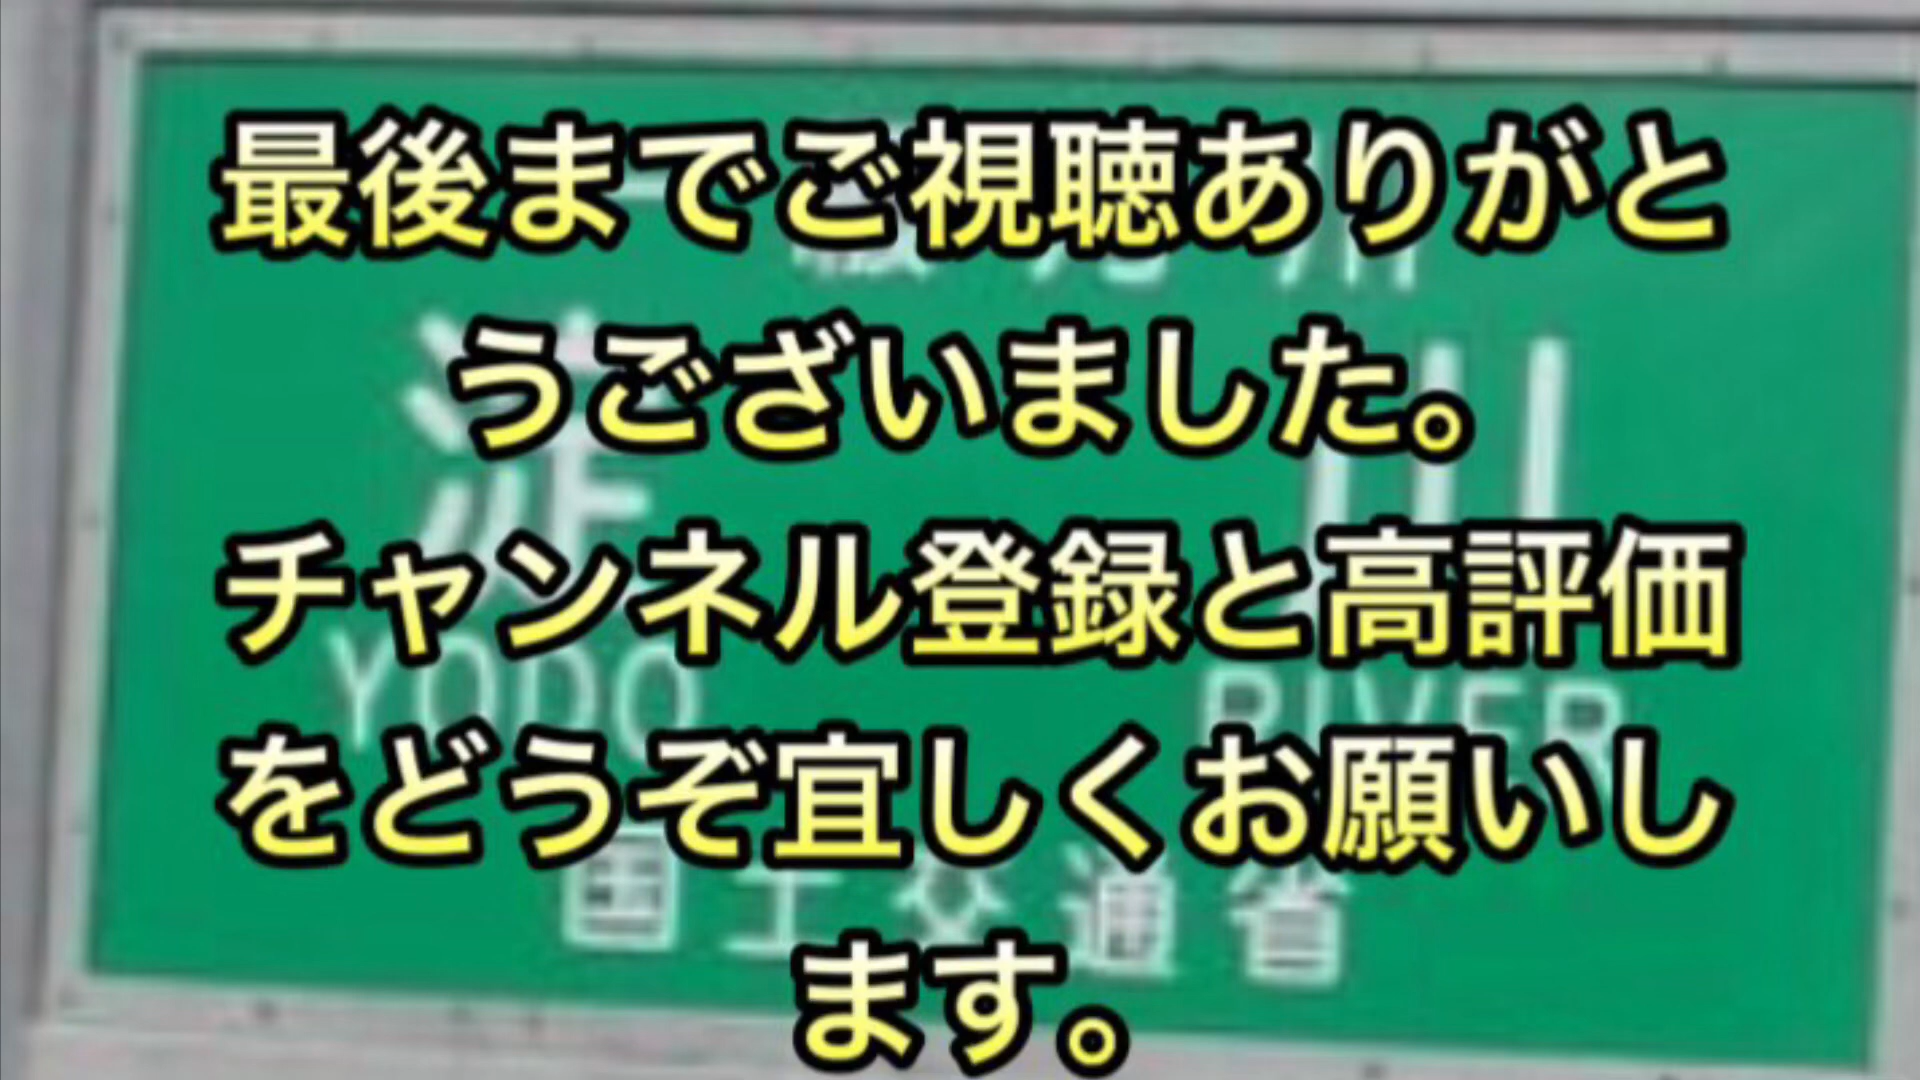 最後までご視聴ありがと
うございました。
チャンネル登録と高評価
をどうぞ宜しくお願いし
ます。
淀 川
YODO RIVER
国土交通省